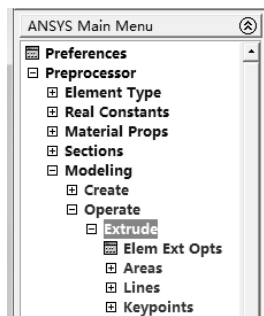 ANSYS Main Menu
Preferences
Preprocessor
Element Type
Real Constants
Material Props
Sections
Modeling
Create
Operate
Extrude
Elem Ext Opts
Areas
Lines
Keypoints